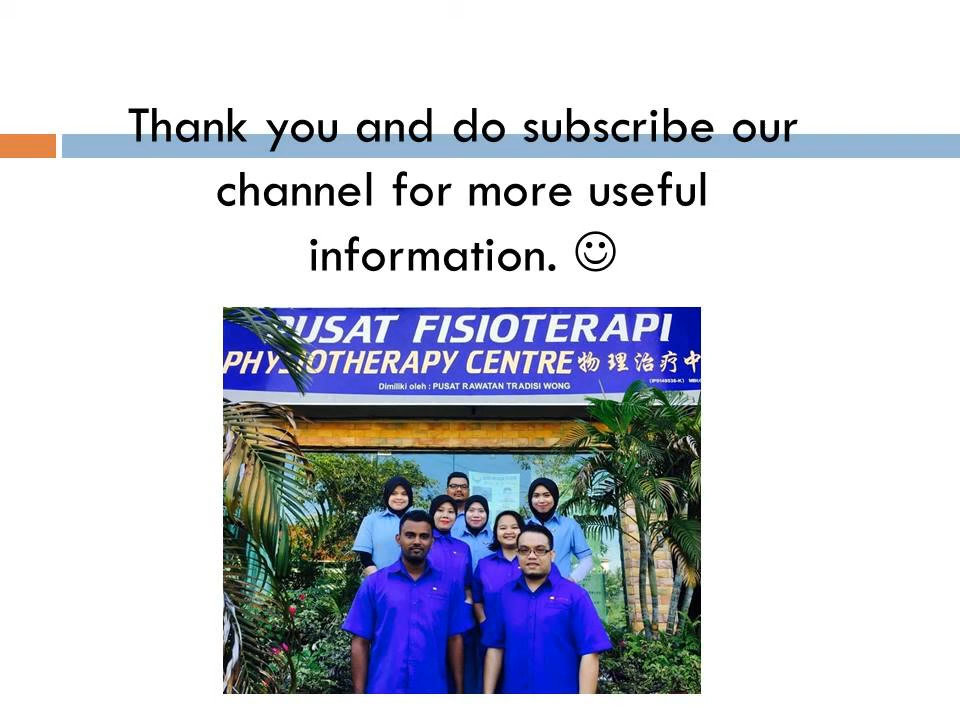 Thank you and do subscribe our
channel for more useful
information. ☺
PUSAT FISIOTERAPI
PHYSIOTHERAPY CENTRE 物理治疗中
Dimiliki oleh : PUSAT RAWATAN TRADISI WONG